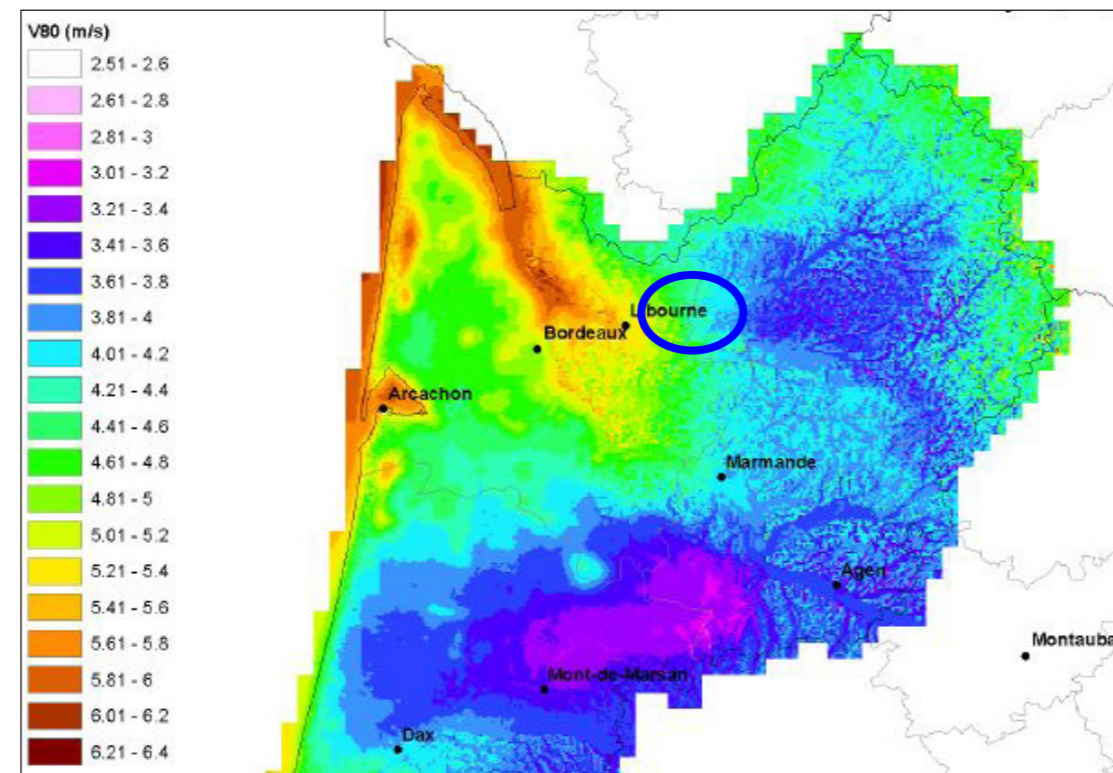 V80 (m/s)
2.51 - 2.6
2.61 - 2.8
2.81 - 3
3.01 - 3.2
3.21 - 3.4
3.41 - 3.6
3.61 - 3.8
3.81 - 4
4.01 - 4.2
4.21 - 4.4
4.41 - 4.6
4.61 - 4.8
4.81 - 5
5.01 - 5.2
5.21 - 5.4
5.41 - 5.6
5.61 - 5.8
5.81 - 6
6.01 - 6.2
6.21 - 6.4
Libourne
Bordeaux
Arcachon
Marmande
Agen
Montauba
Mont-de-Marsan
Dax